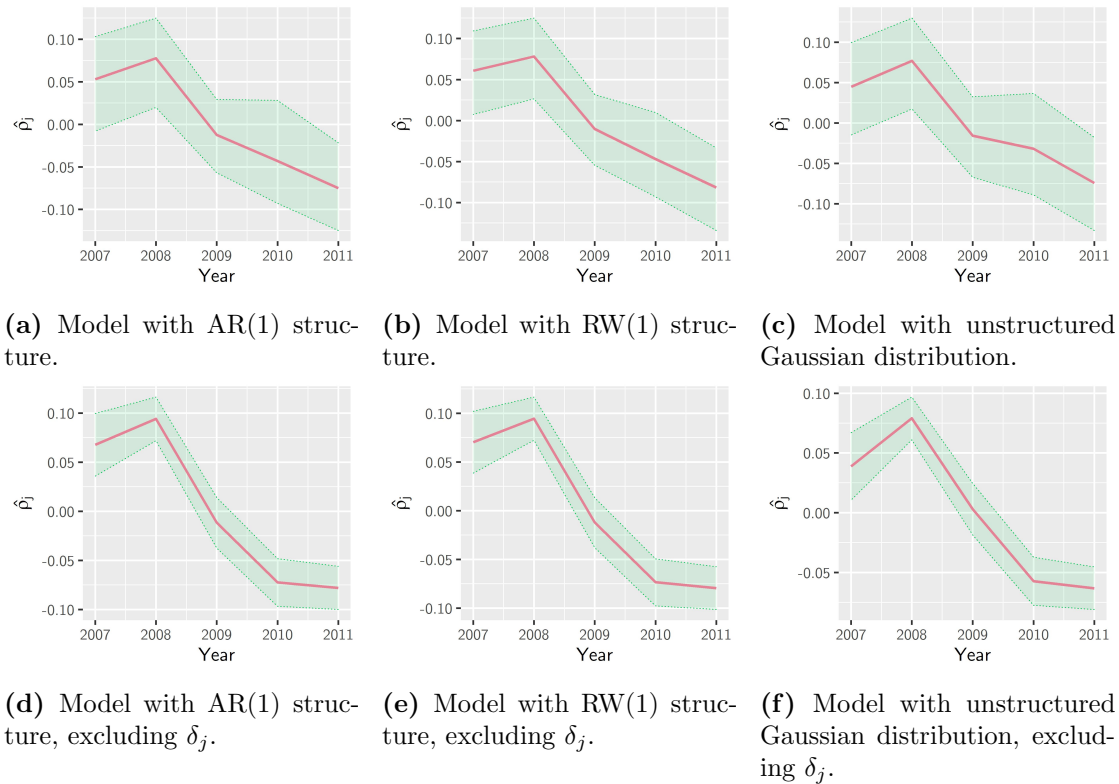 0.10
0.05
0.00
-0.05
-0.10
ρ̂j
2007 2008 2009 2010 2011
Year
0.10
0.05
0.00
-0.05
-0.10
ρ̂j
2007 2008 2009 2010 2011
Year
0.10
0.05
0.00
-0.05
-0.10
ρ̂j
2007 2008 2009 2010 2011
Year
(a) Model with AR(1) struc-
ture.
(b) Model with RW(1) struc-
ture.
(c) Model with unstructured
Gaussian distribution.
0.10
0.05
0.00
-0.05
-0.10
ρ̂j
2007 2008 2009 2010 2011
Year
0.10
0.05
0.00
-0.05
-0.10
ρ̂j
2007 2008 2009 2010 2011
Year
0.10
0.05
0.00
-0.05
ρ̂j
2007 2008 2009 2010 2011
Year
(d) Model with AR(1) struc-
ture, excluding δj.
(e) Model with RW(1) struc-
ture, excluding δj.
(f) Model with unstructured
Gaussian distribution, exclud-
ing δj.